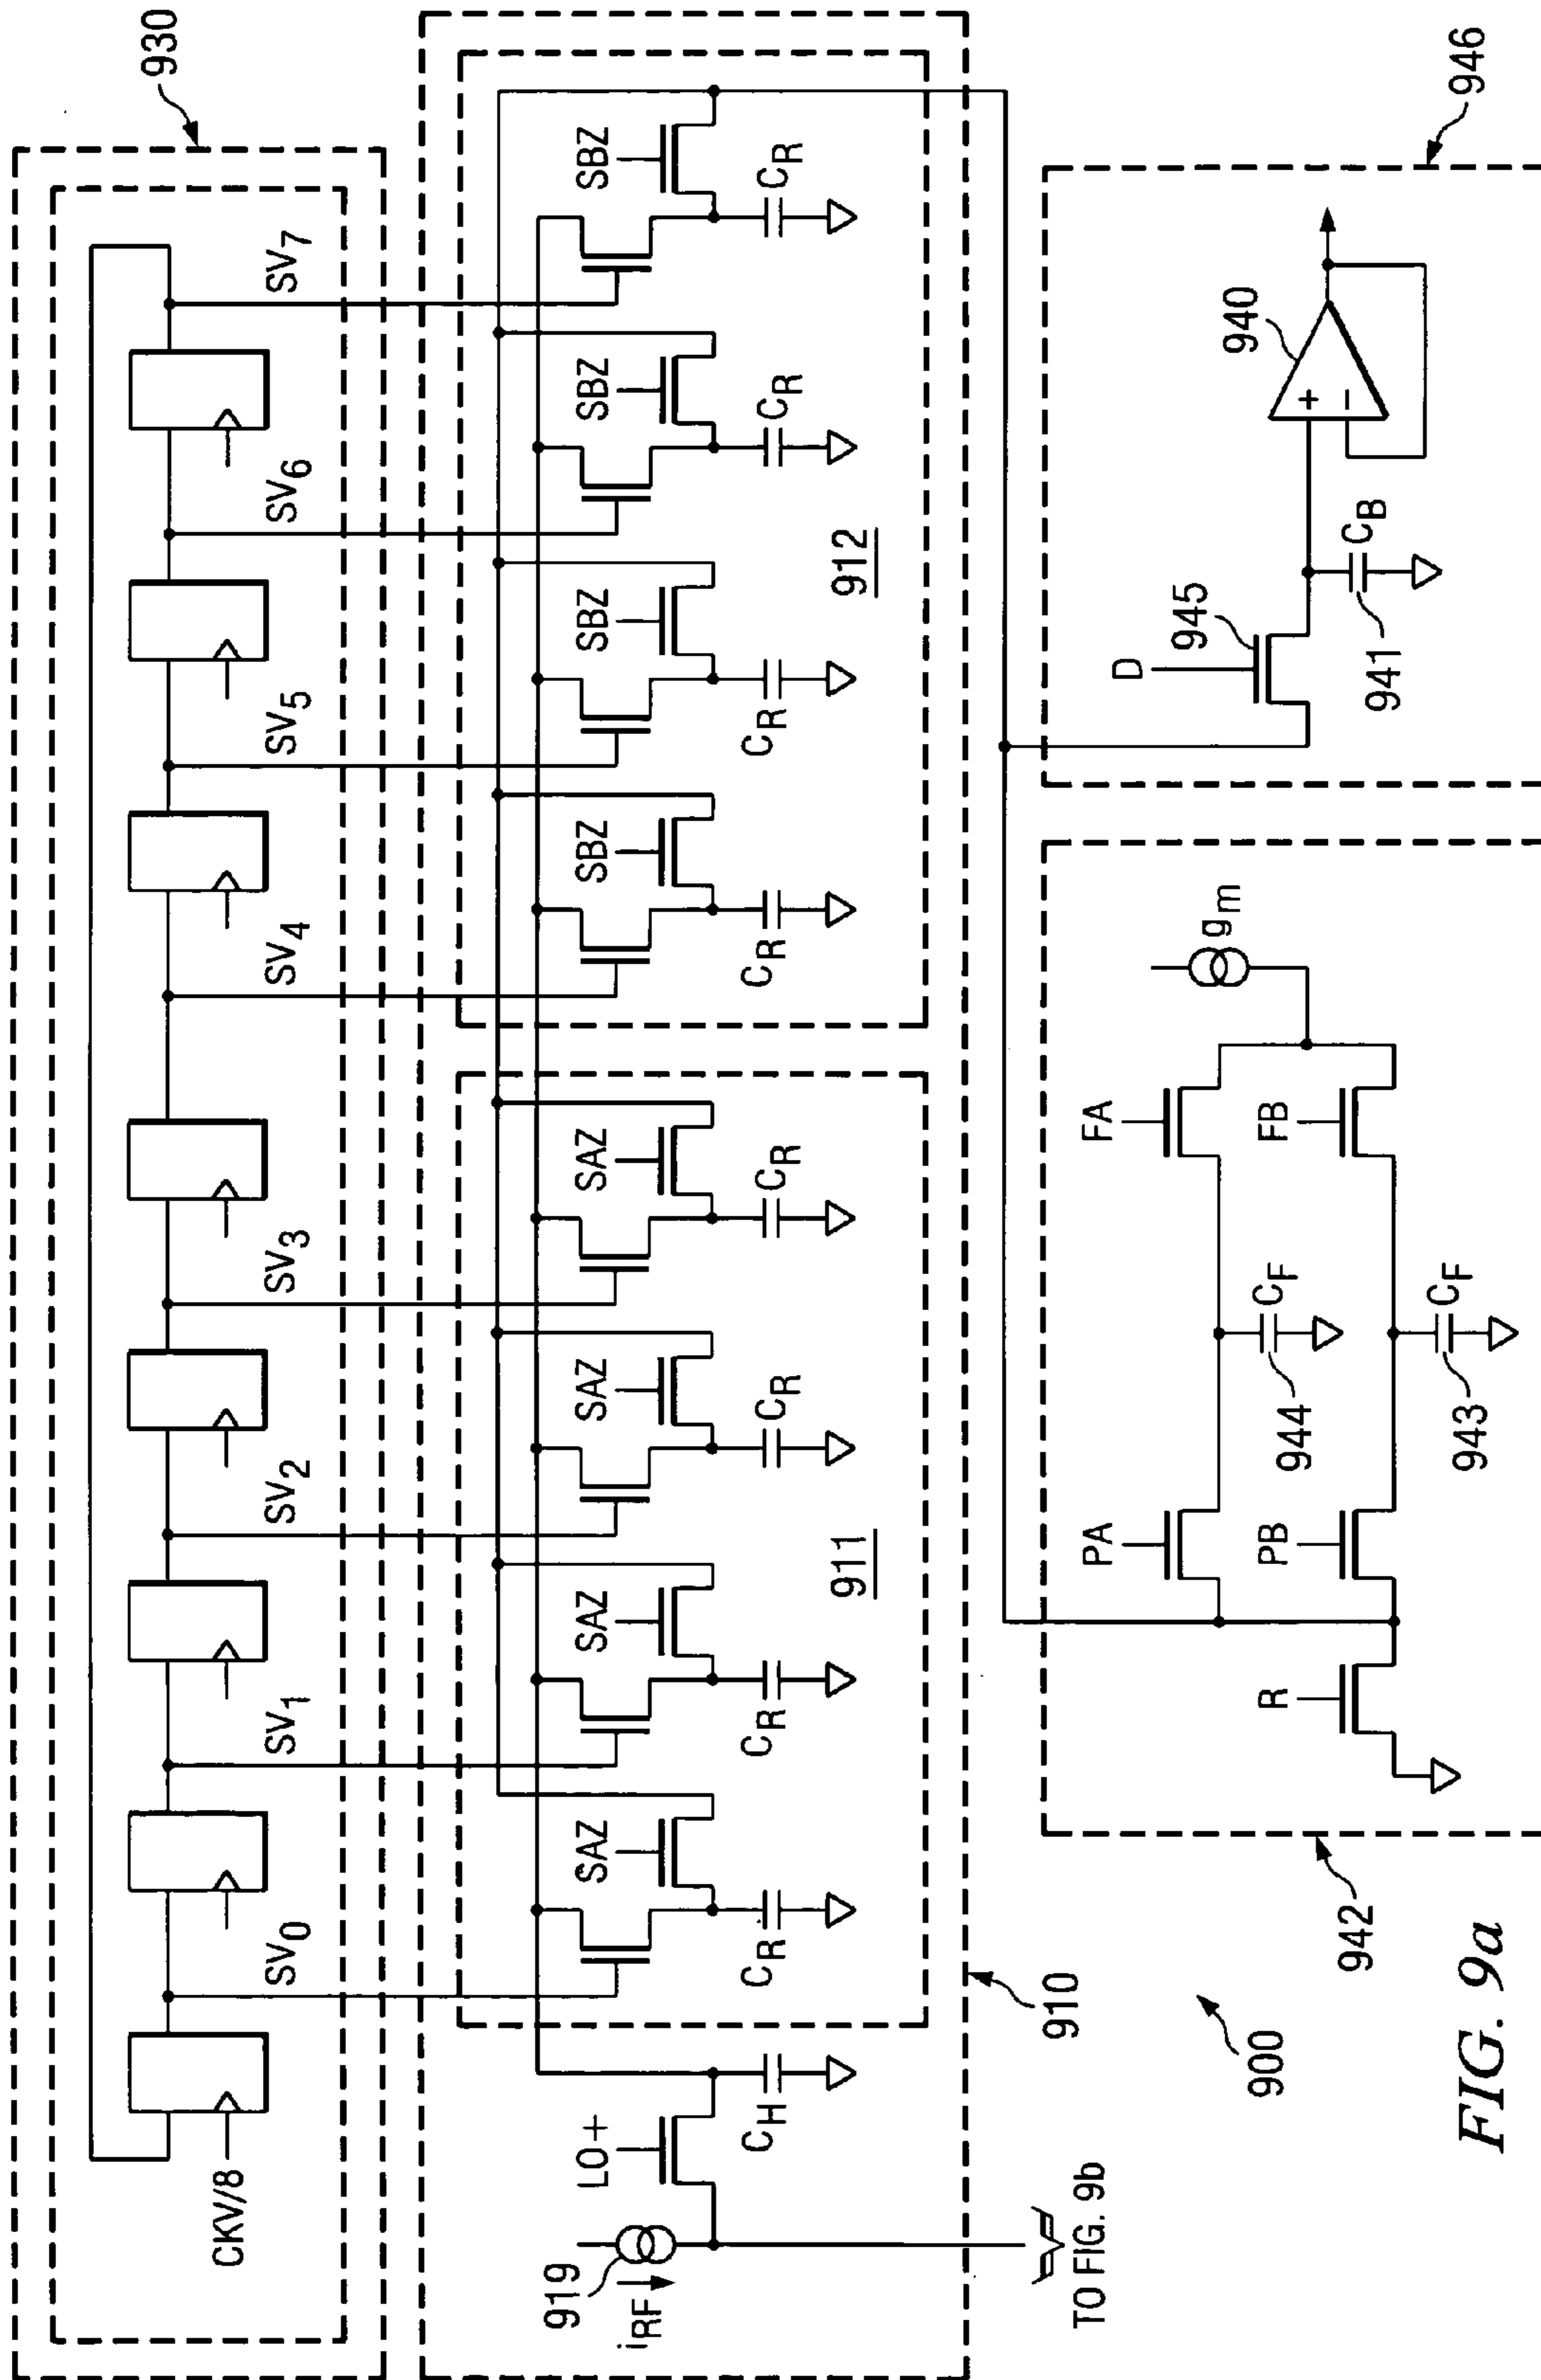 930
CKV/8
SV0
SV1
SV2
SV3
SV4
SV5
SV6
SV7
919
iRF
LO+
CH
SAZ
SAZ
SAZ
SAZ
SBZ
SBZ
SBZ
SBZ
CR
CR
CR
CR
CR
CR
CR
CR
911
912
910
TO FIG. 9b
900
942
R
PA
PB
944
CF
943
CF
FA
FB
gm
D
945
941
CB
940
+
−
946
FIG. 9a